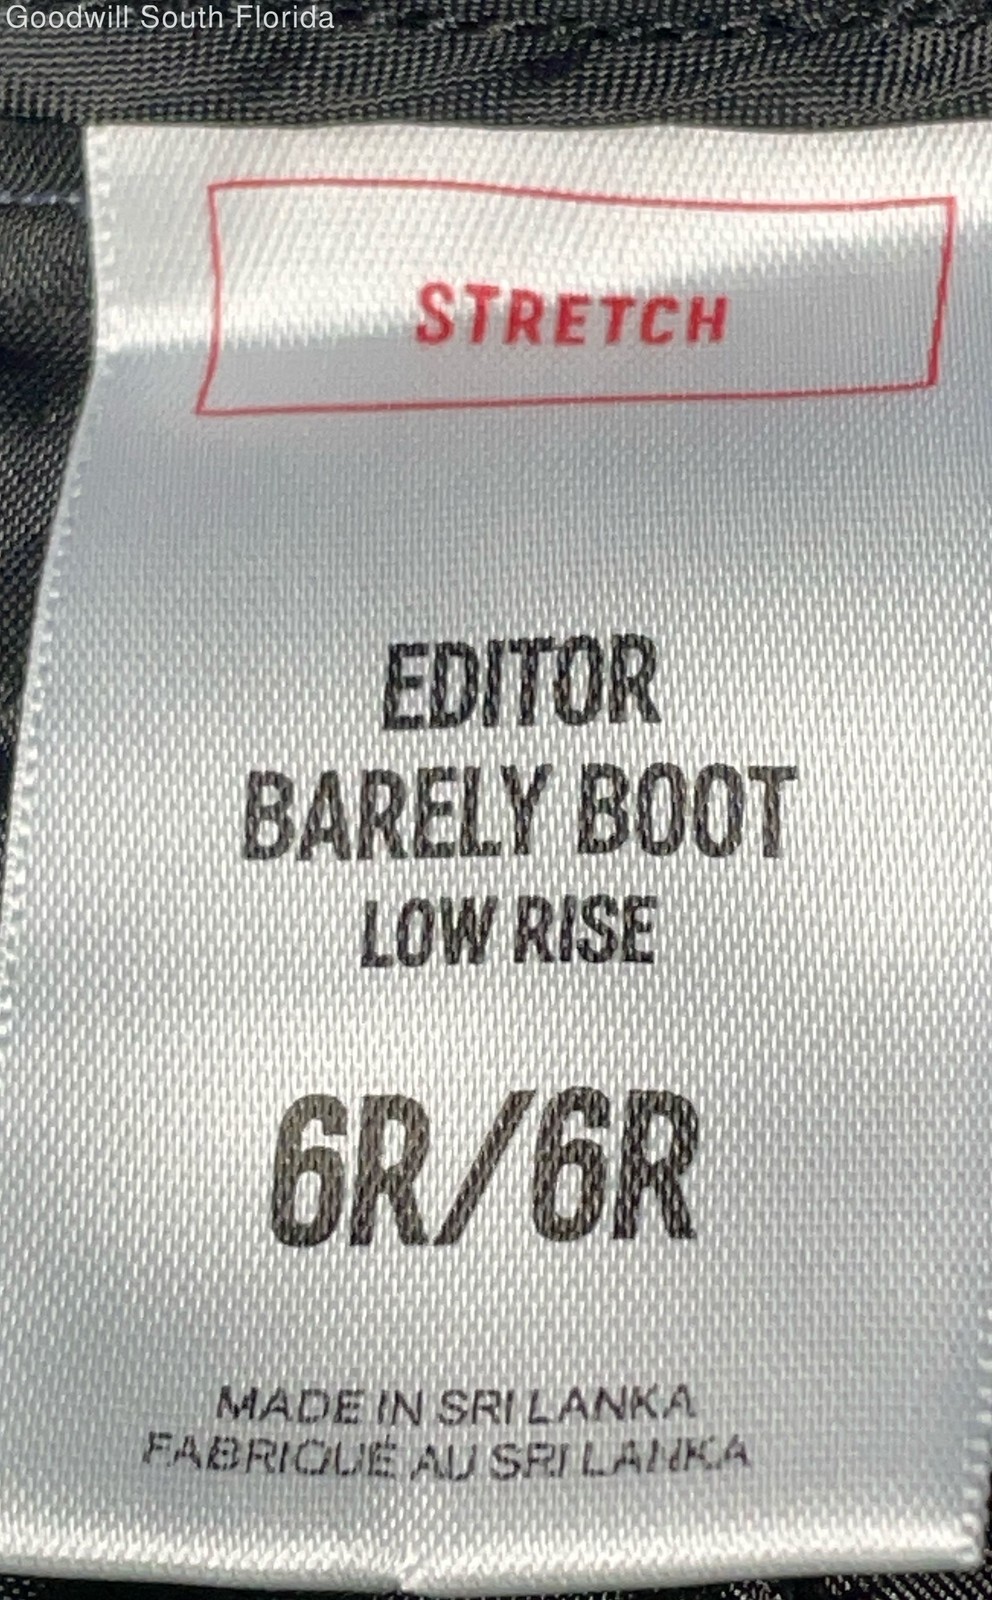 Goodwill South Florida
STRETCH
EDITOR
BARELY BOOT
LOW RISE
6R/6R
MADE IN SRI LANKA
FABRIQUÉ AU SRI LANKA